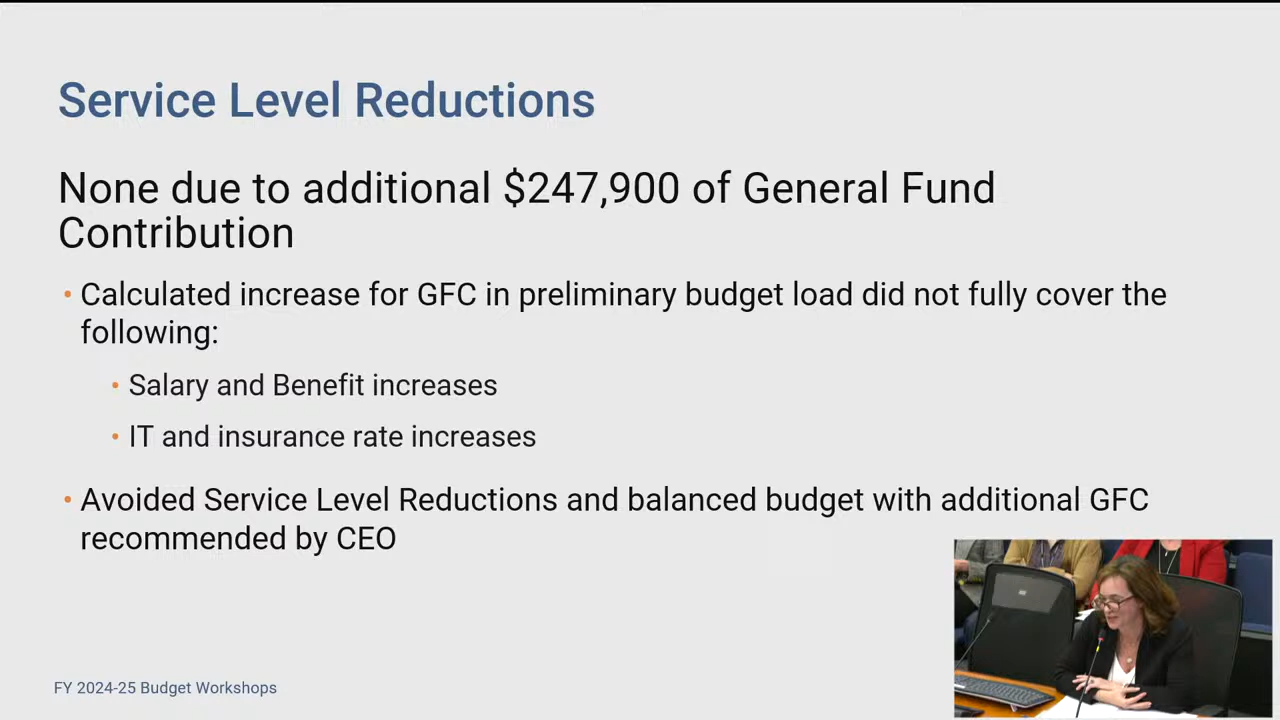 Service Level Reductions
None due to additional $247,900 of General Fund
Contribution
• Calculated increase for GFC in preliminary budget load did not fully cover the
following:
• Salary and Benefit increases
• IT and insurance rate increases
• Avoided Service Level Reductions and balanced budget with additional GFC
recommended by CEO
FY 2024-25 Budget Workshops